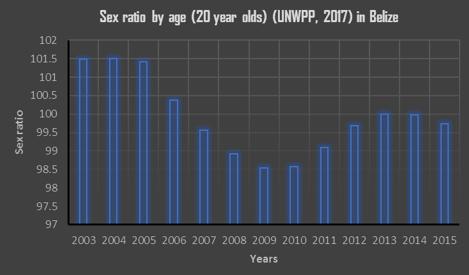 Sex ratio by age (20 year olds) (UNWPP, 2017) in Belize
102
101.5
101
100.5
100
99.5
99
98.5
98
97.5
97
Sex ratio
2003 2004 2005 2006 2007 2008 2009 2010 2011 2012 2013 2014 2015
Years